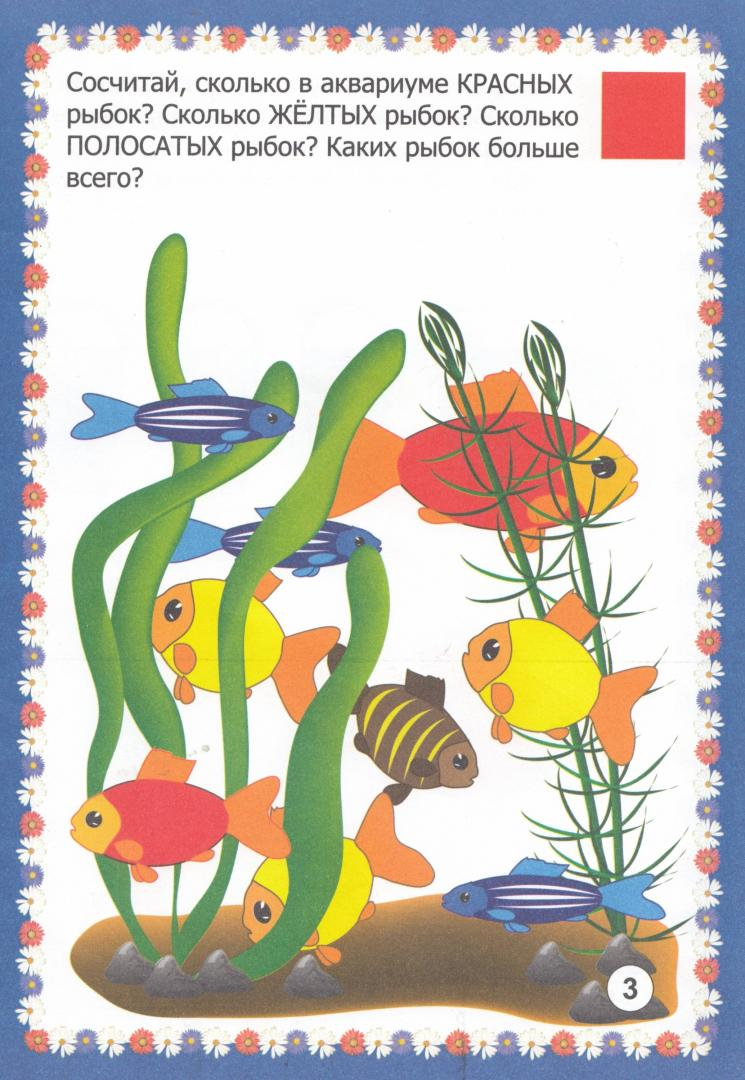 Сосчитай, сколько в аквариуме КРАСНЫХ
рыбок? Сколько ЖЁЛТЫХ рыбок? Сколько
ПОЛОСАТЫХ рыбок? Каких рыбок больше
всего?
3